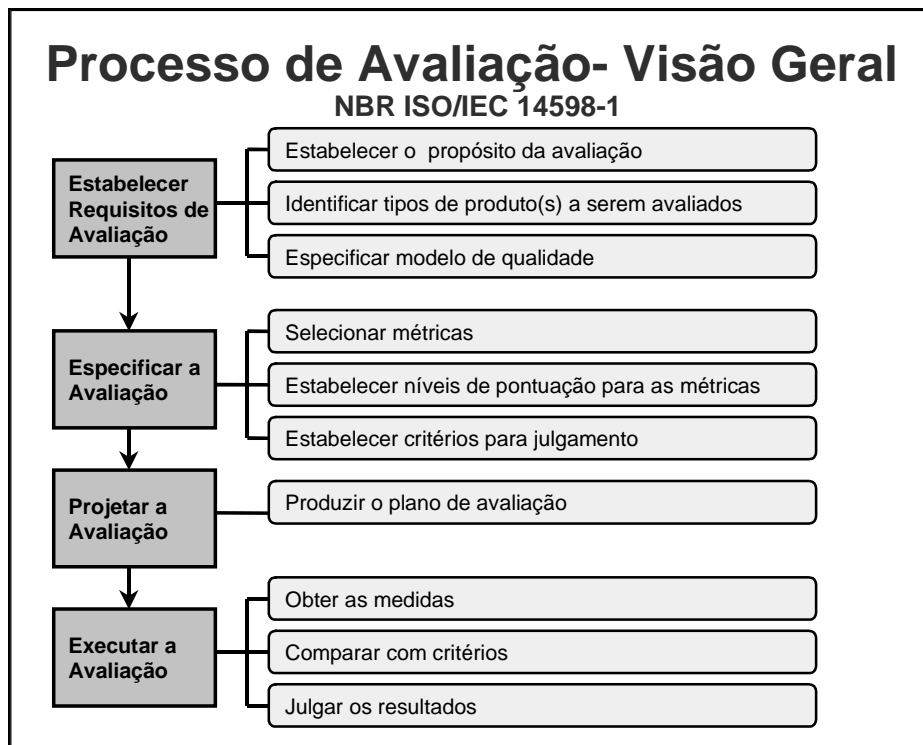 Processo de Avaliação- Visão Geral
NBR ISO/IEC 14598-1
Estabelecer
Requisitos de
Avaliação
Estabelecer o propósito da avaliação
Identificar tipos de produto(s) a serem avaliados
Especificar modelo de qualidade
Especificar a
Avaliação
Selecionar métricas
Estabelecer níveis de pontuação para as métricas
Estabelecer critérios para julgamento
Projetar a
Avaliação
Produzir o plano de avaliação
Executar a
Avaliação
Obter as medidas
Comparar com critérios
Julgar os resultados